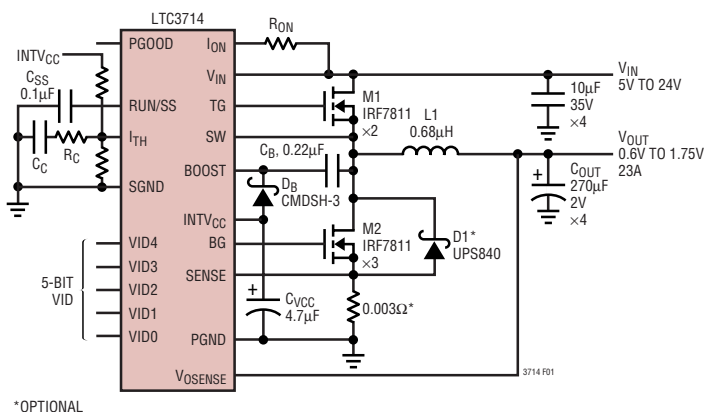 LTC3714
PGOOD
ION
RON
INTVCC
VIN
VIN
5V TO 24V
CSS
0.1µF
RUN/SS
TG
M1
IRF7811
×2
10µF
35V
×4
ITH
SW
L1
0.68µH
CC
RC
CB, 0.22µF
VOUT
0.6V TO 1.75V
23A
BOOST
SGND
DB
CMDSH-3
+
COUT
270µF
2V
×4
INTVCC
VID4
BG
M2
IRF7811
×3
D1*
UPS840
VID3
SENSE
5-BIT
VID
VID2
+
CVCC
4.7µF
0.003Ω*
VID1
VID0
PGND
VOSENSE
3714 F01
*OPTIONAL